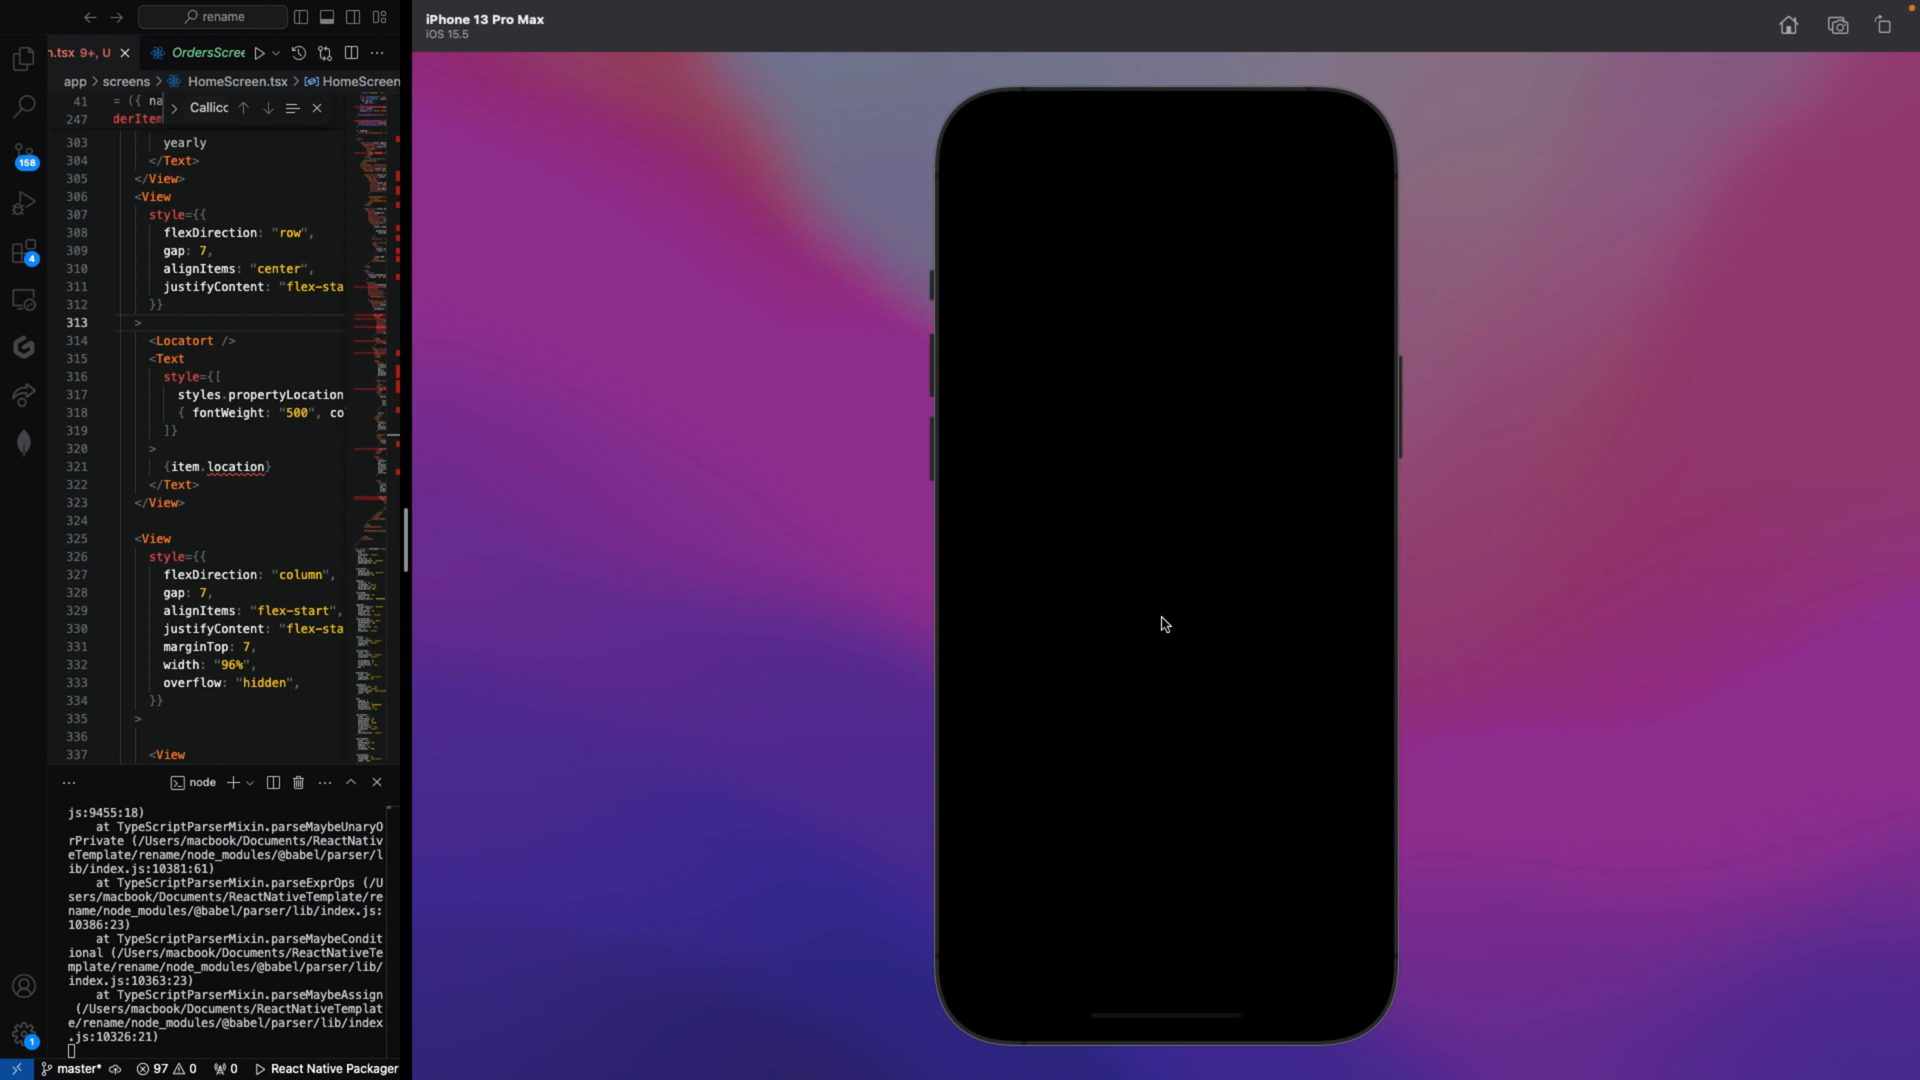 rename
n.tsx 9+, U
OrdersScree
app > screens > HomeScreen.tsx > HomeScreen
41 = ({ na
Callic
247 derItem
303 yearly
304 </Text>
305 </View>
306 <View
307 style={{
308 flexDirection: "row",
309 gap: 7,
310 alignItems: "center",
311 justifyContent: "flex-sta
312 }}
313 >
314 <Locatort />
315 <Text
316 style={[
317 styles.propertyLocation
318 { fontWeight: "500", co
319 ]}
320 >
321 {item.location}
322 </Text>
323 </View>
324
325 <View
326 style={{
327 flexDirection: "column",
328 gap: 7,
329 alignItems: "flex-start",
330 justifyContent: "flex-sta
331 marginTop: 7,
332 width: "96%",
333 overflow: "hidden",
334 }}
335 >
336
337 <View
158
4
1
node
js:9455:18)
at TypeScriptParserMixin.parseMaybeUnaryO
rPrivate (/Users/macbook/Documents/ReactNativ
eTemplate/rename/node_modules/@babel/parser/l
ib/index.js:10381:61)
at TypeScriptParserMixin.parseExprOps (/U
sers/macbook/Documents/ReactNativeTemplate/re
name/node_modules/@babel/parser/lib/index.js:
10386:23)
at TypeScriptParserMixin.parseMaybeCondit
ional (/Users/macbook/Documents/ReactNativeTe
mplate/rename/node_modules/@babel/parser/lib/
index.js:10363:23)
at TypeScriptParserMixin.parseMaybeAssign
(/Users/macbook/Documents/ReactNativeTemplat
e/rename/node_modules/@babel/parser/lib/index
.js:10326:21)
master* 97 0 0 React Native Packager
iPhone 13 Pro Max
iOS 15.5